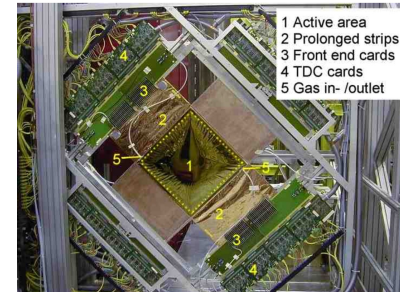 1 Active area
2 Prolonged strips
3 Front end cards
4 TDC cards
5 Gas in- /outlet
4
3
2
5
1
5
2
3
4